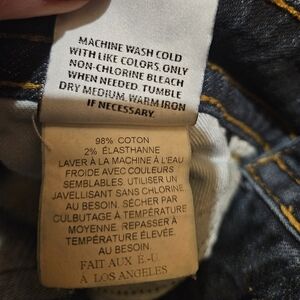 MACHINE WASH COLD
WITH LIKE COLORS. ONLY
NON-CHLORINE BLEACH
WHEN NEEDED. TUMBLE
DRY MEDIUM. WARM IRON
IF NECESSARY.
98% COTON
2% ÉLASTHANNE
LAVER À LA MACHINE À L'EAU
FROIDE AVEC COULEURS
SEMBLABLES. UTILISER UN
JAVELLISANT SANS CHLORINE,
AU BESOIN. SÉCHER PAR
CULBUTAGE À TEMPÉRATURE
MOYENNE. REPASSER À
TEMPÉRATURE ÉLEVÉE,
AU BESOIN.
FAIT AUX É-U
À LOS ANGELES